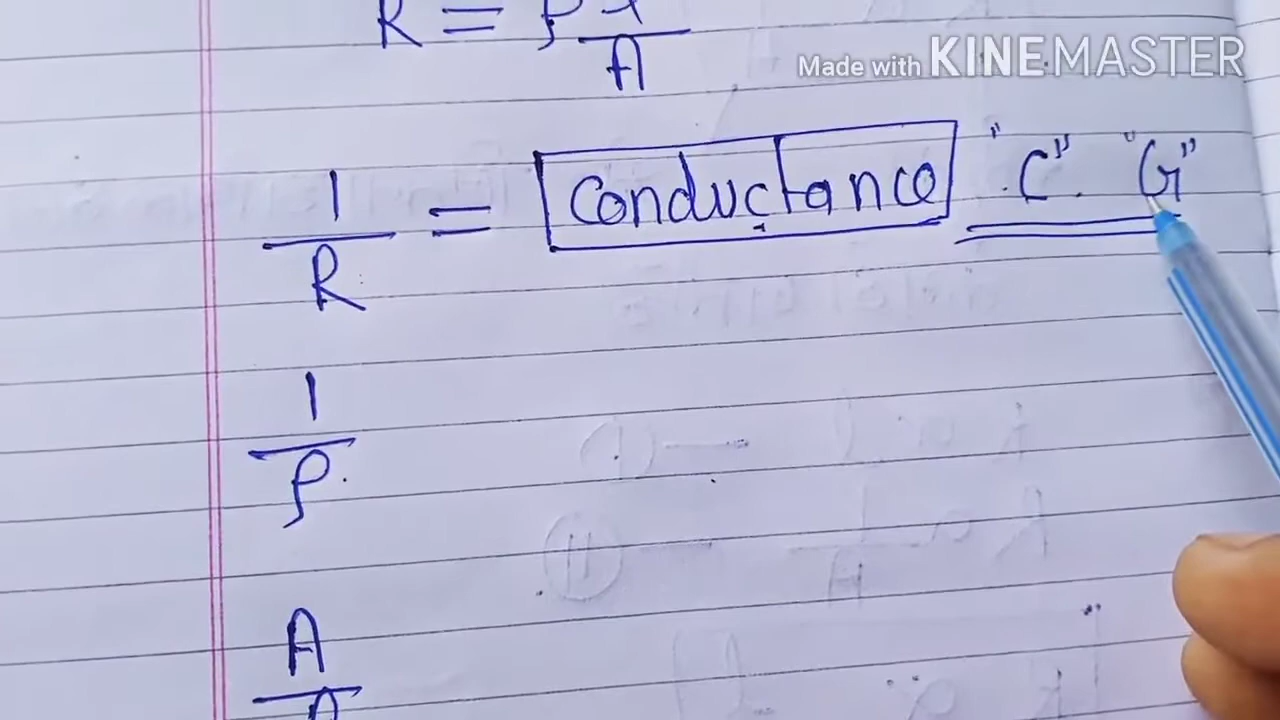 R = ρ l
A
Made with KINEMASTER
1
R
= Conductance "C". "G"
1
ρ.
A